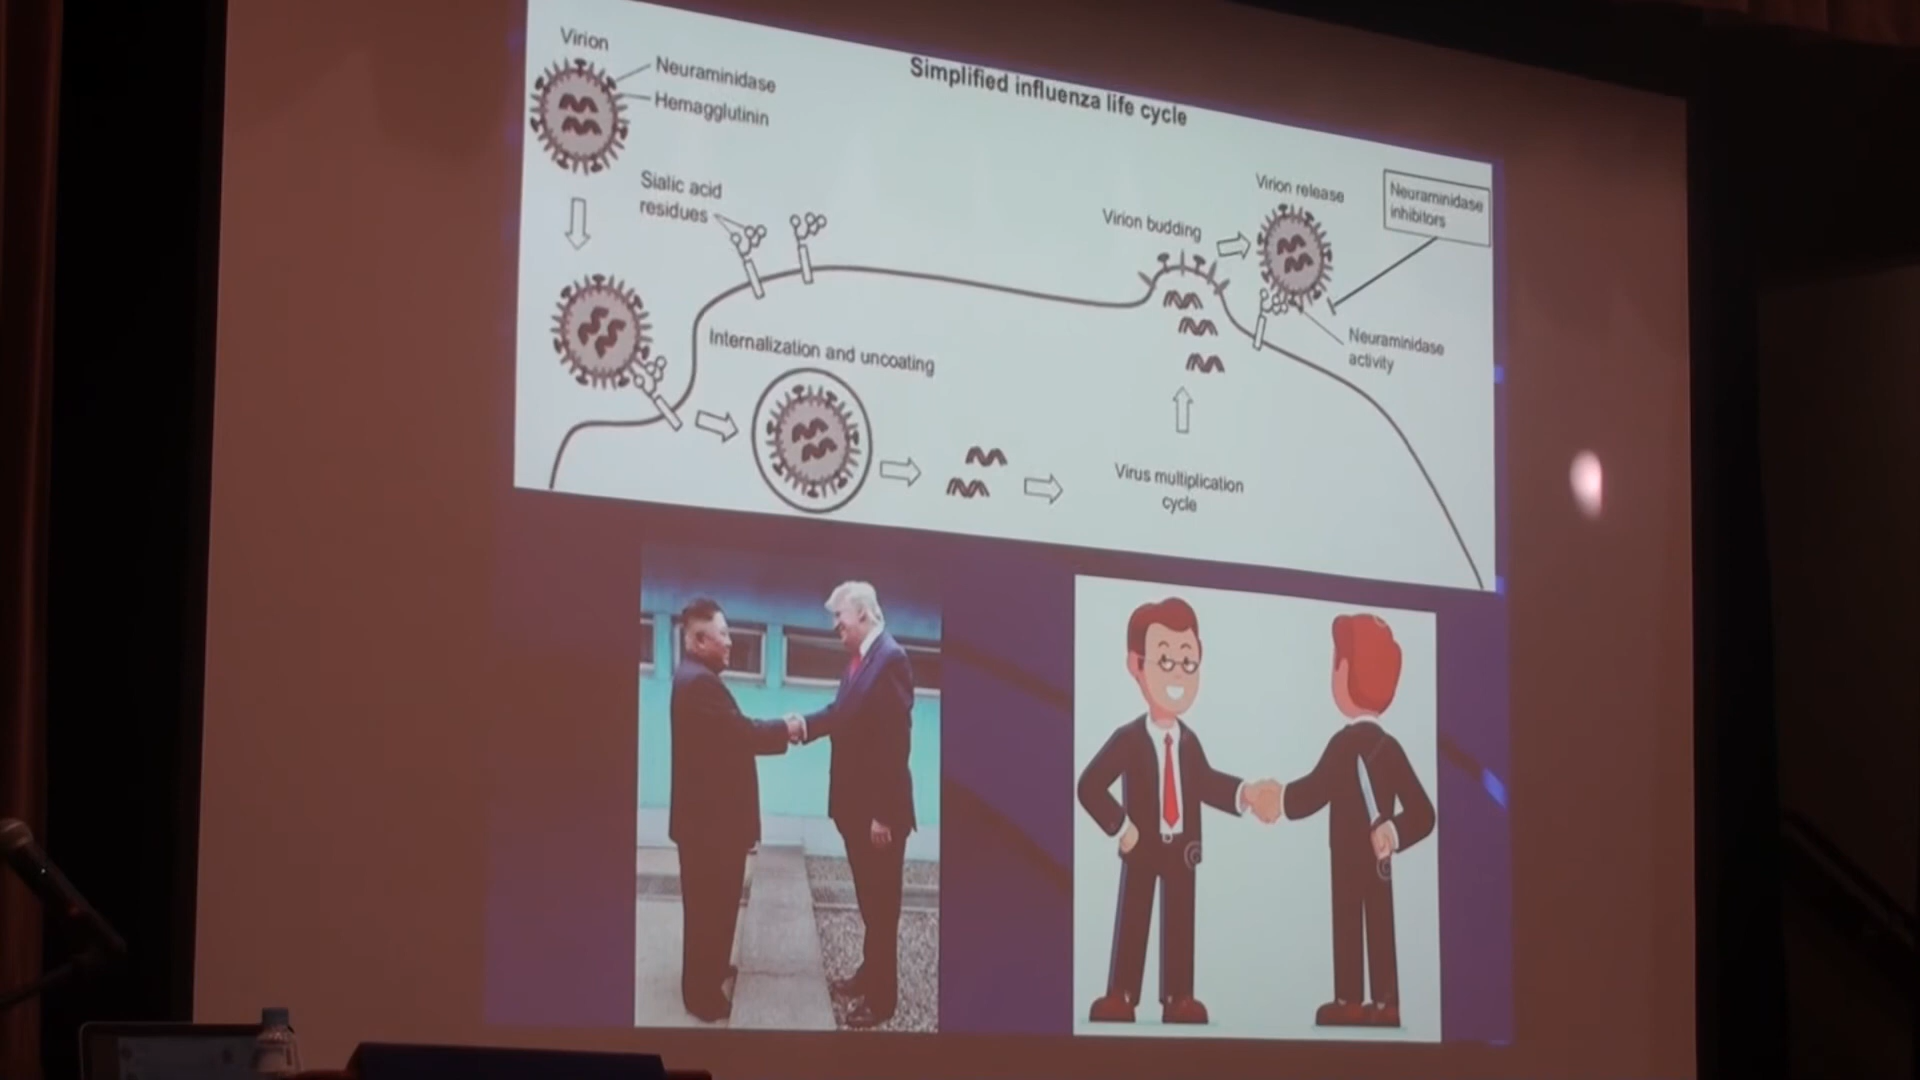 Simplified influenza life cycle
Virion
Neuraminidase
Hemagglutinin
Sialic acid
residues
Internalization and uncoating
Virus multiplication
cycle
Virion budding
Virion release
Neuraminidase
inhibitors
Neuraminidase
activity